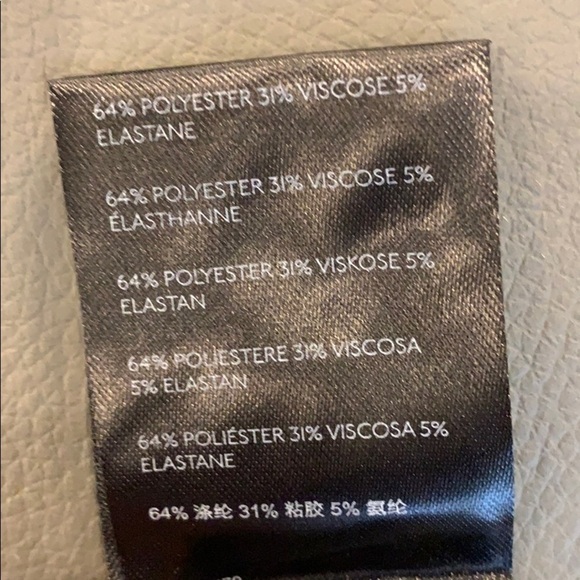 64% POLYESTER 31% VISCOSE 5%
ELASTANE
64% POLYESTER 31% VISCOSE 5%
ÉLASTHANNE
64% POLYESTER 31% VISKOSE 5%
ELASTAN
64% POLIESTERE 31% VISCOSA
5% ELASTAN
64% POLIÉSTER 31% VISCOSA 5%
ELASTANE
64% 涤纶 31% 粘胶 5% 氨纶